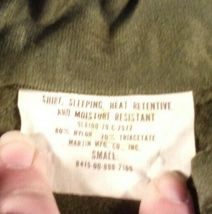 SHIRT, SLEEPING, HEAT RETENTIVE
AND MOISTURE RESISTANT
80% NYLON 20% TRIACETATE
MARTIN MFG. CO., INC.
SMALL